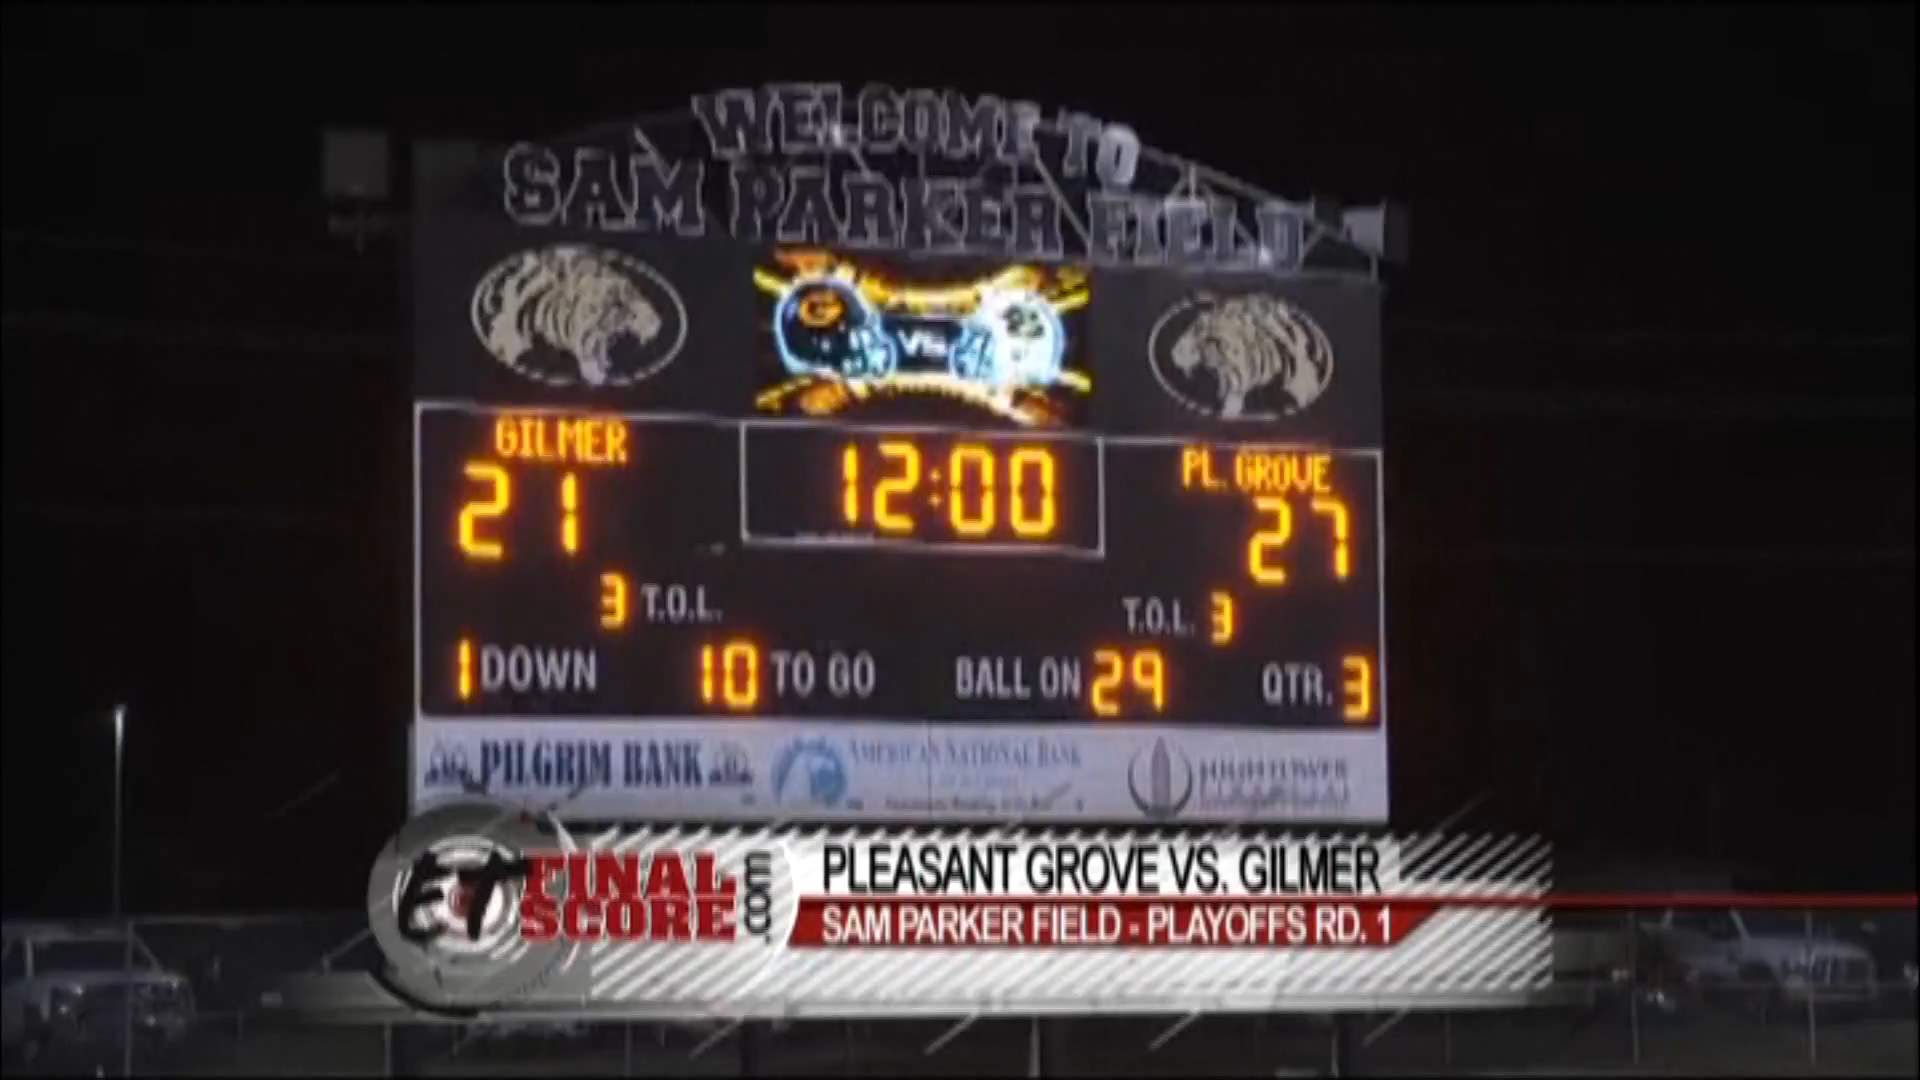 WELCOME TO
SAM PARKER FIELD
G VS
GILMER 12:00 PL. GROVE
21 27
3 T.O.L. T.O.L. 3
1 DOWN 10 TO GO BALL ON 29 QTR. 3
PILGRIM BANK AMERICAN NATIONAL BANK HIGHTOWER
ET FINAL SCORE .com
PLEASANT GROVE VS. GILMER
SAM PARKER FIELD - PLAYOFFS RD. 1